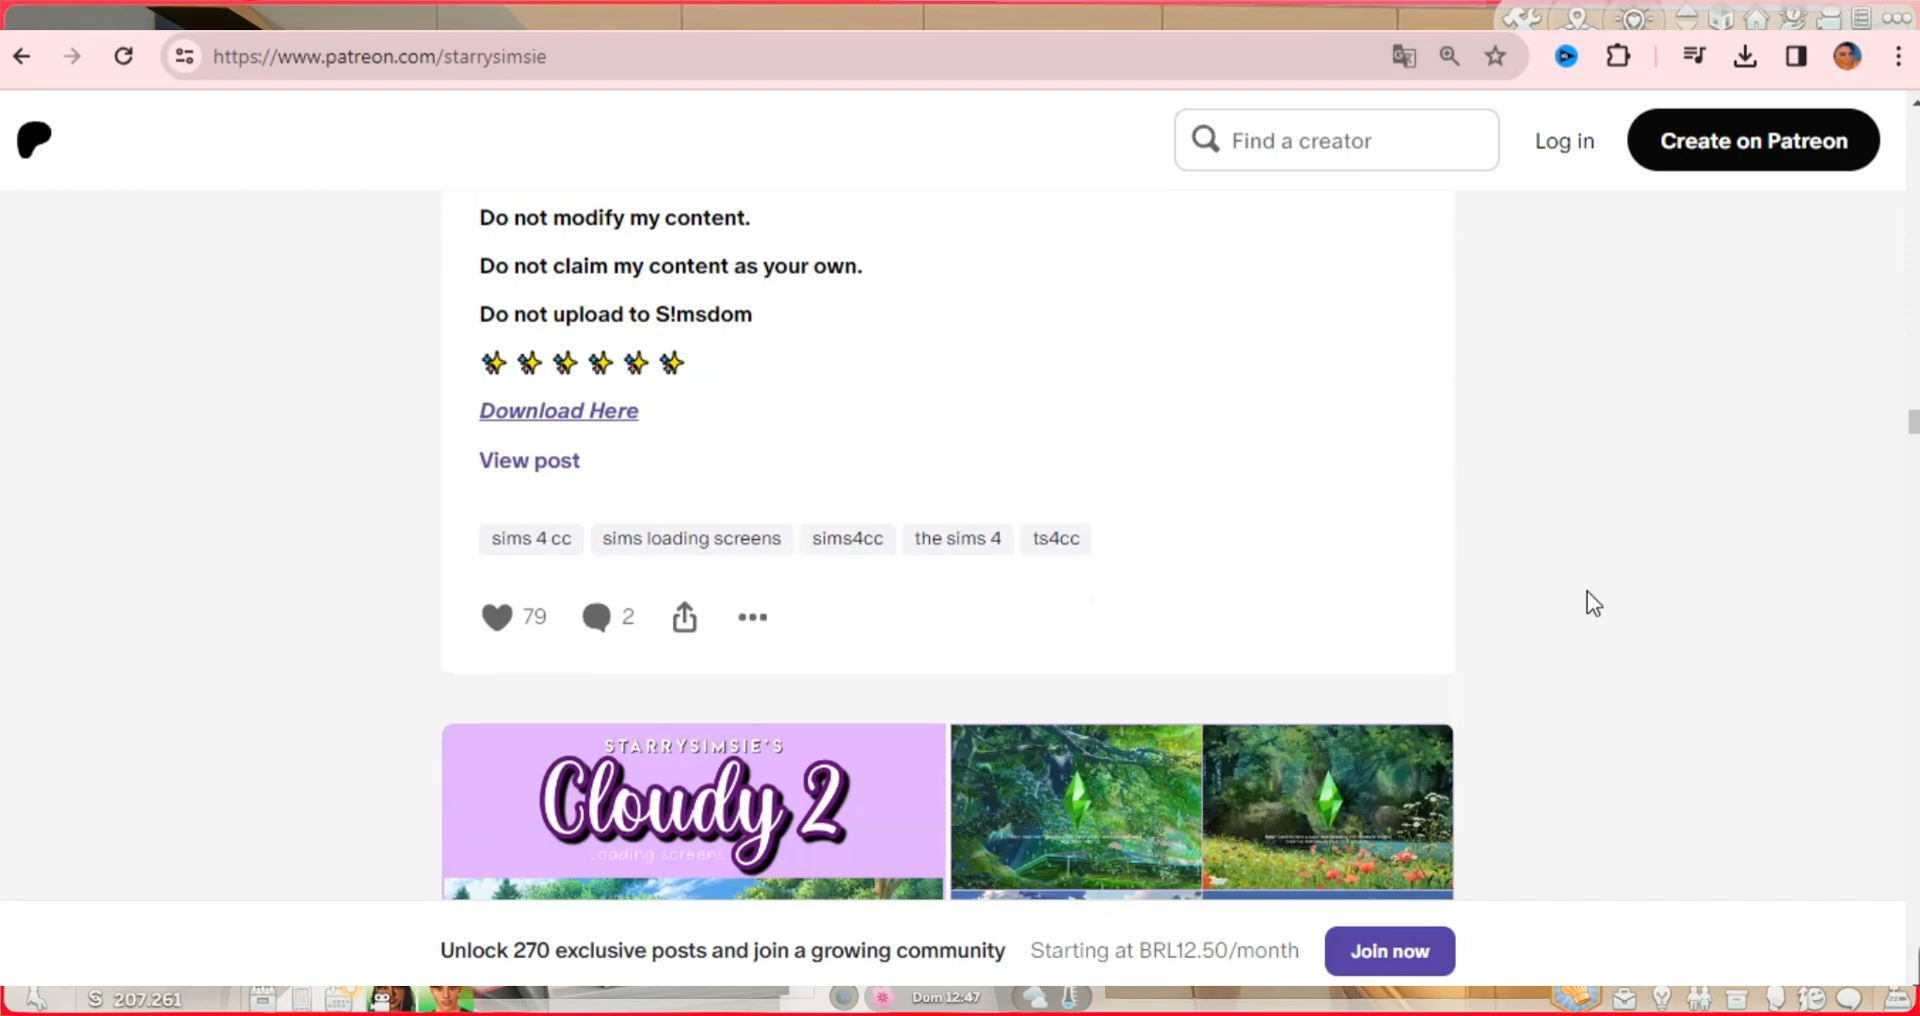 https://www.patreon.com/starrysimsie
Find a creator
Log in
Create on Patreon
Do not modify my content.
Do not claim my content as your own.
Do not upload to S!msdom
Download Here
View post
sims 4 cc
sims loading screens
sims4cc
the sims 4
ts4cc
79
2
STARRYSIMSIE'S
Cloudy 2
Loading screens
Unlock 270 exclusive posts and join a growing community
Starting at BRL12.50/month
Join now
S 207.261
Dom 12:47